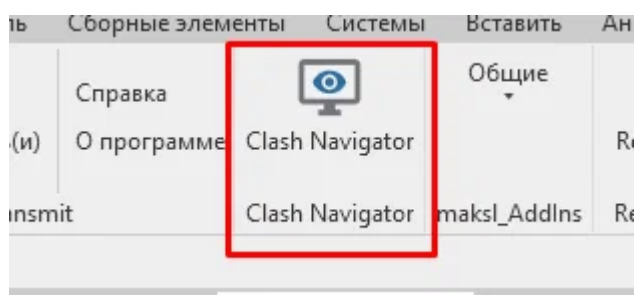 Сборные элементы Системы Вставить
Справка Общие
О программе Clash Navigator
Clash Navigator maksl_AddIns